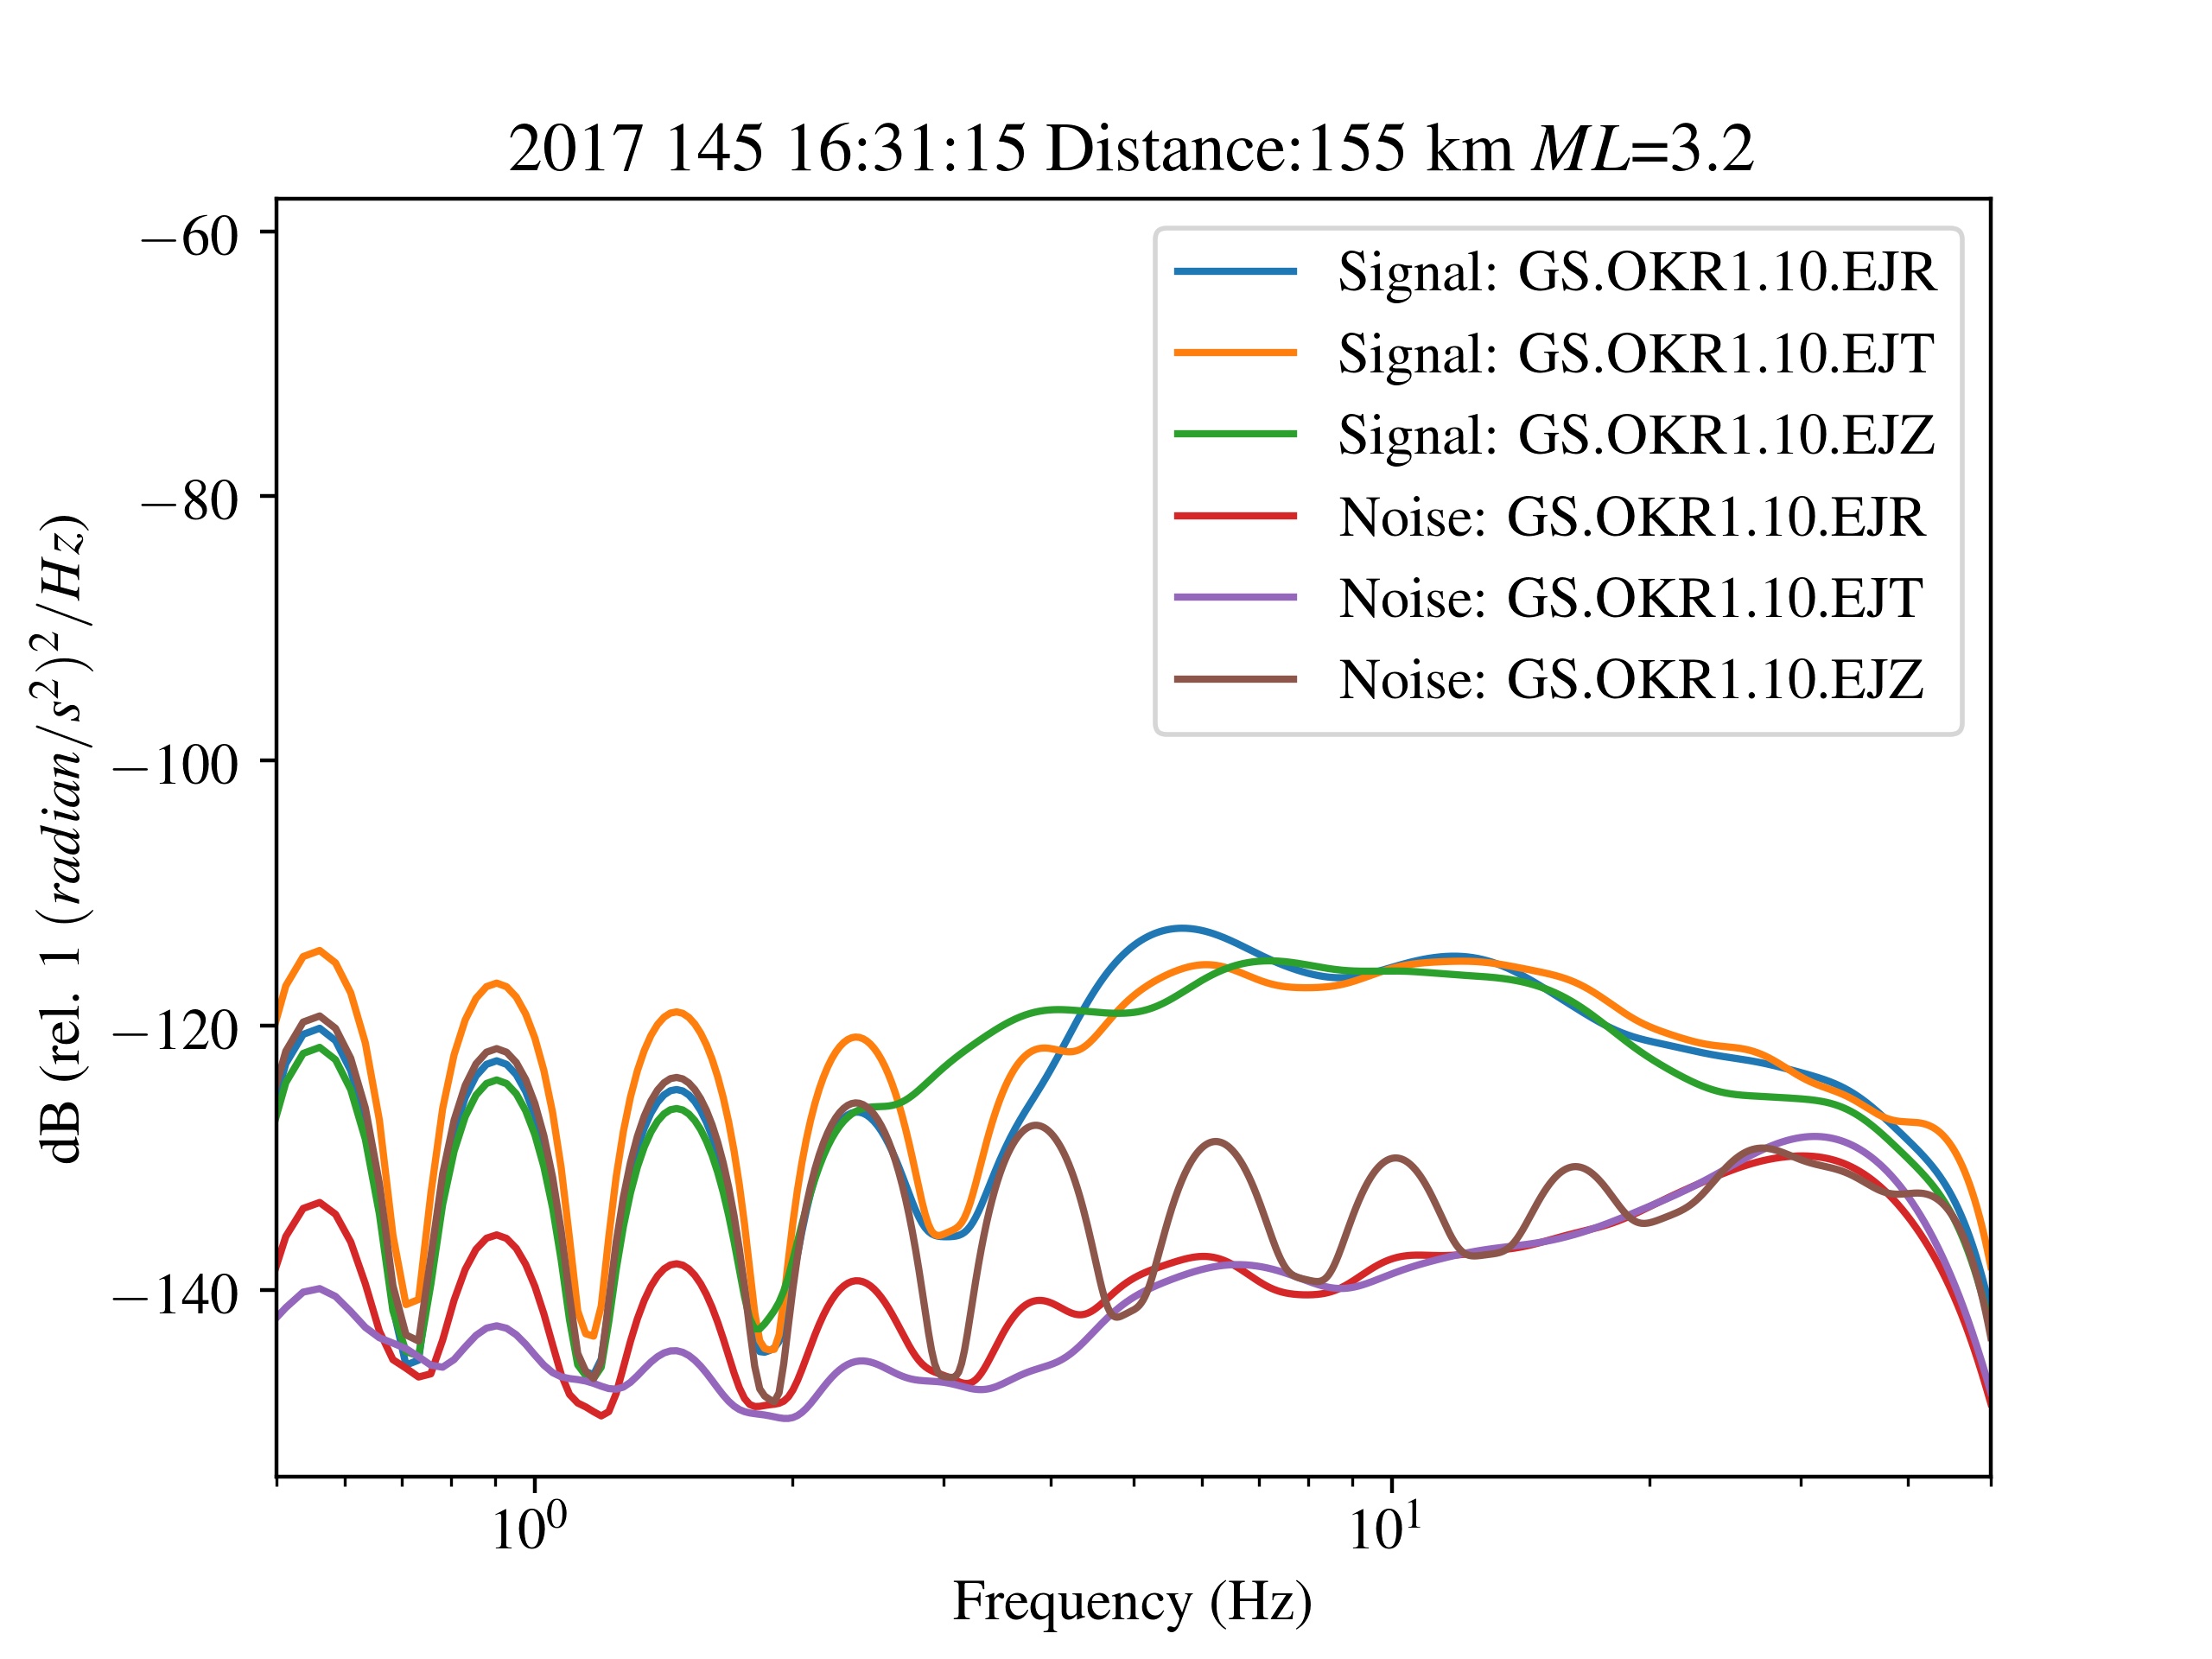 2017 145 16:31:15 Distance:155 km ML=3.2
dB (rel. 1 (radian/s²)²/Hz)
−60
−80
−100
−120
−140
Signal: GS.OKR1.10.EJR
Signal: GS.OKR1.10.EJT
Signal: GS.OKR1.10.EJZ
Noise: GS.OKR1.10.EJR
Noise: GS.OKR1.10.EJT
Noise: GS.OKR1.10.EJZ
10⁰ 10¹
Frequency (Hz)